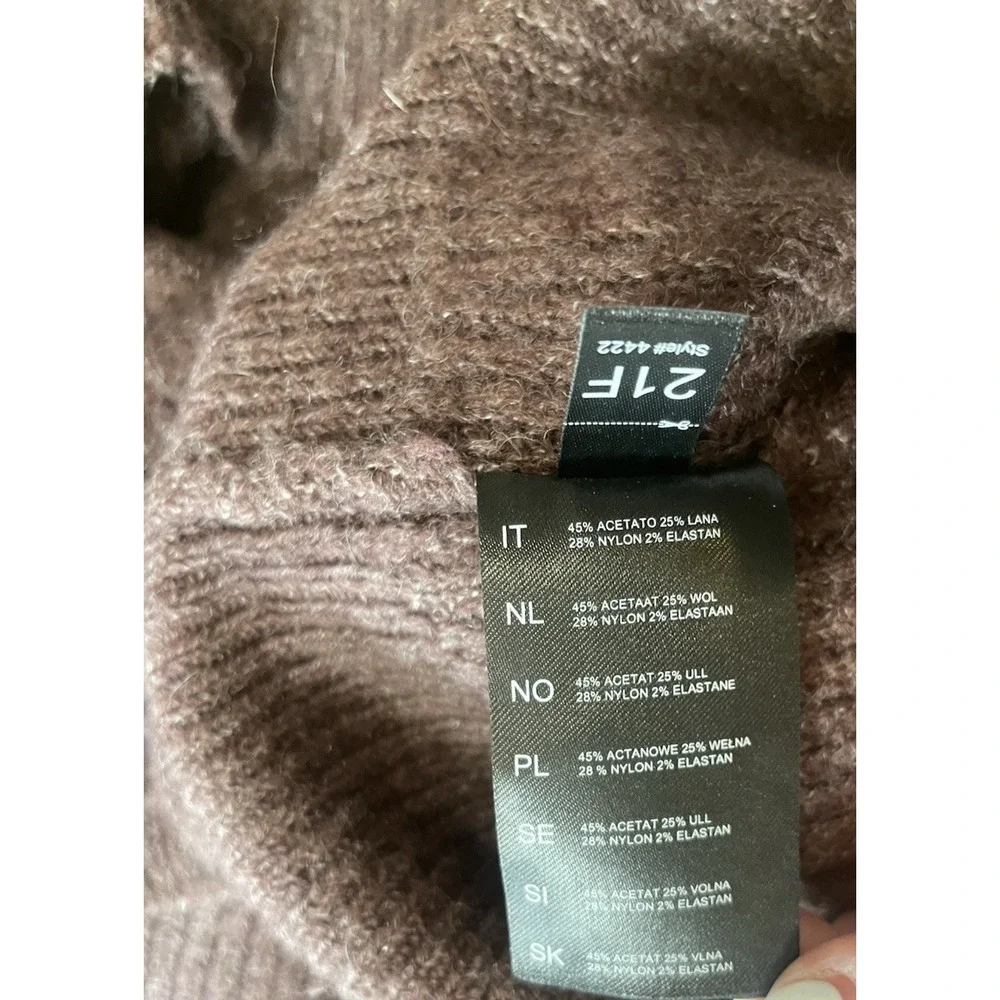 Style# 4422
21F
IT
45% ACETATO 25% LANA
28% NYLON 2% ELASTAN
NL
45% ACETAAT 25% WOL
28% NYLON 2% ELASTAAN
NO
45% ACETAT 25% ULL
28% NYLON 2% ELASTANE
PL
45% ACTANOWE 25% WEŁNA
28 % NYLON 2% ELASTAN
SE
45% ACETAT 25% ULL
28% NYLON 2% ELASTAN
SI
45% ACETAT 25% VOLNA
28% NYLON 2% ELASTAN
SK
45% ACETAT 25% VLNA
28% NYLON 2% ELASTAN